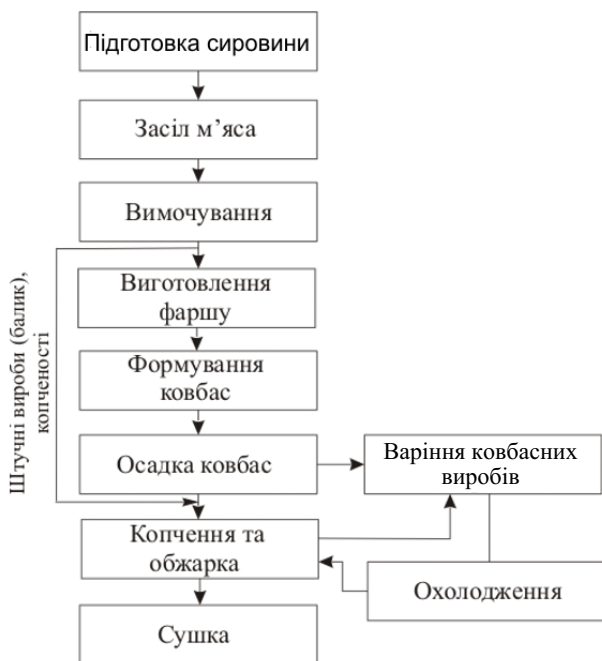 Підготовка сировини
Засіл м’яса
Вимочування
Штучні вироби (балик),
копченості
Виготовлення
фаршу
Формування
ковбас
Осадка ковбас
Варіння ковбасних
виробів
Копчення та
обжарка
Охолодження
Сушка